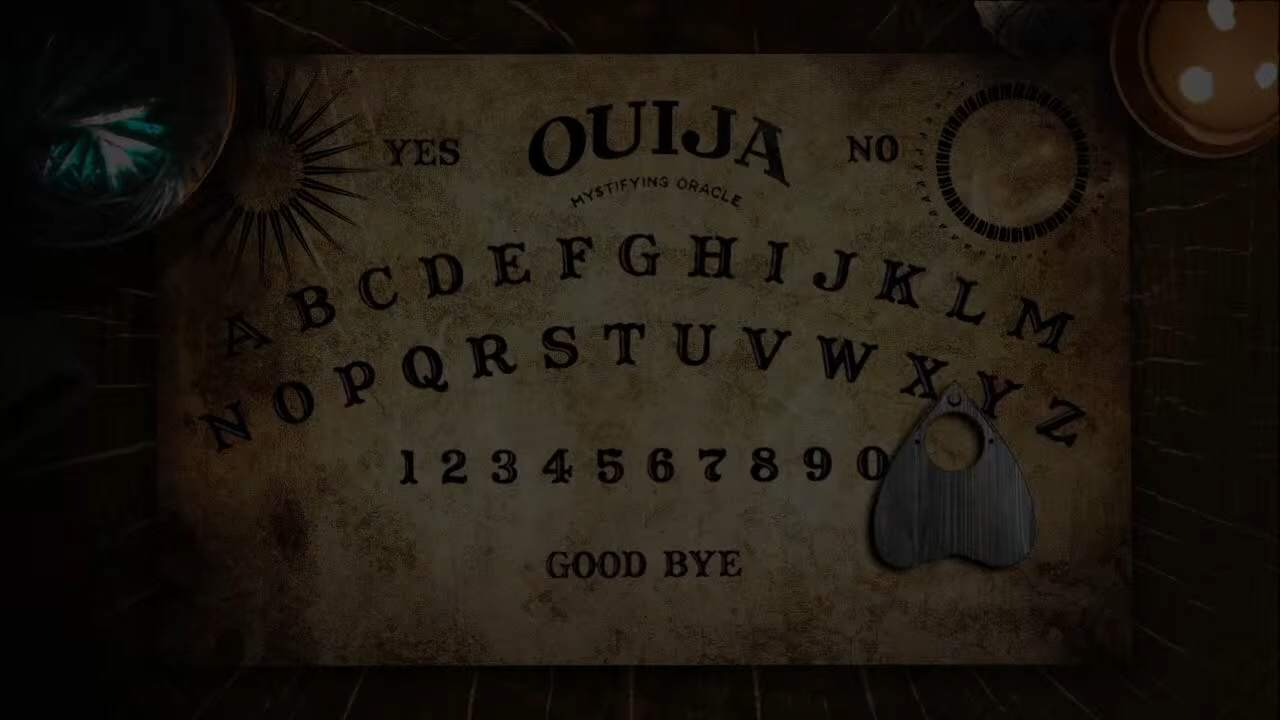 YES OUIJA NO
MYSTIFYING ORACLE
A B C D E F G H I J K L M
N O P Q R S T U V W X Y Z
1 2 3 4 5 6 7 8 9 0
GOOD BYE